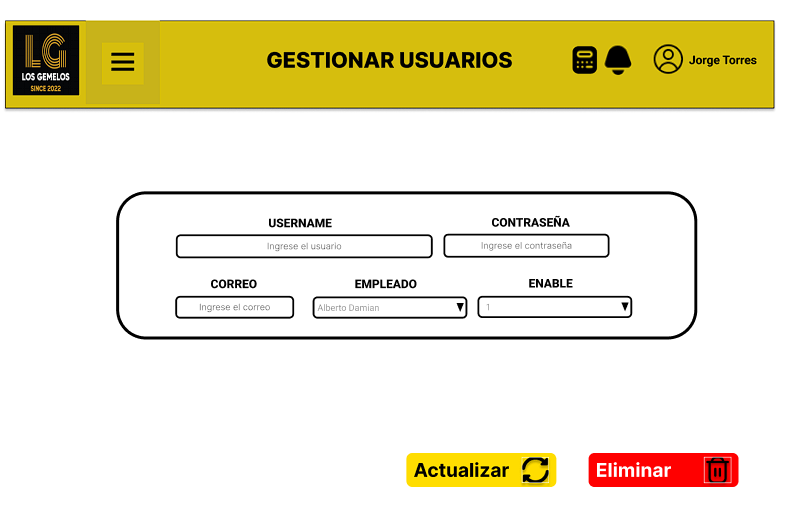 LG
LOS GEMELOS
SINCE 2022
GESTIONAR USUARIOS
Jorge Torres
USERNAME
CONTRASEÑA
Ingrese el usuario
Ingrese el contraseña
CORREO
EMPLEADO
ENABLE
Ingrese el correo
Alberto Damian
1
Actualizar
Eliminar